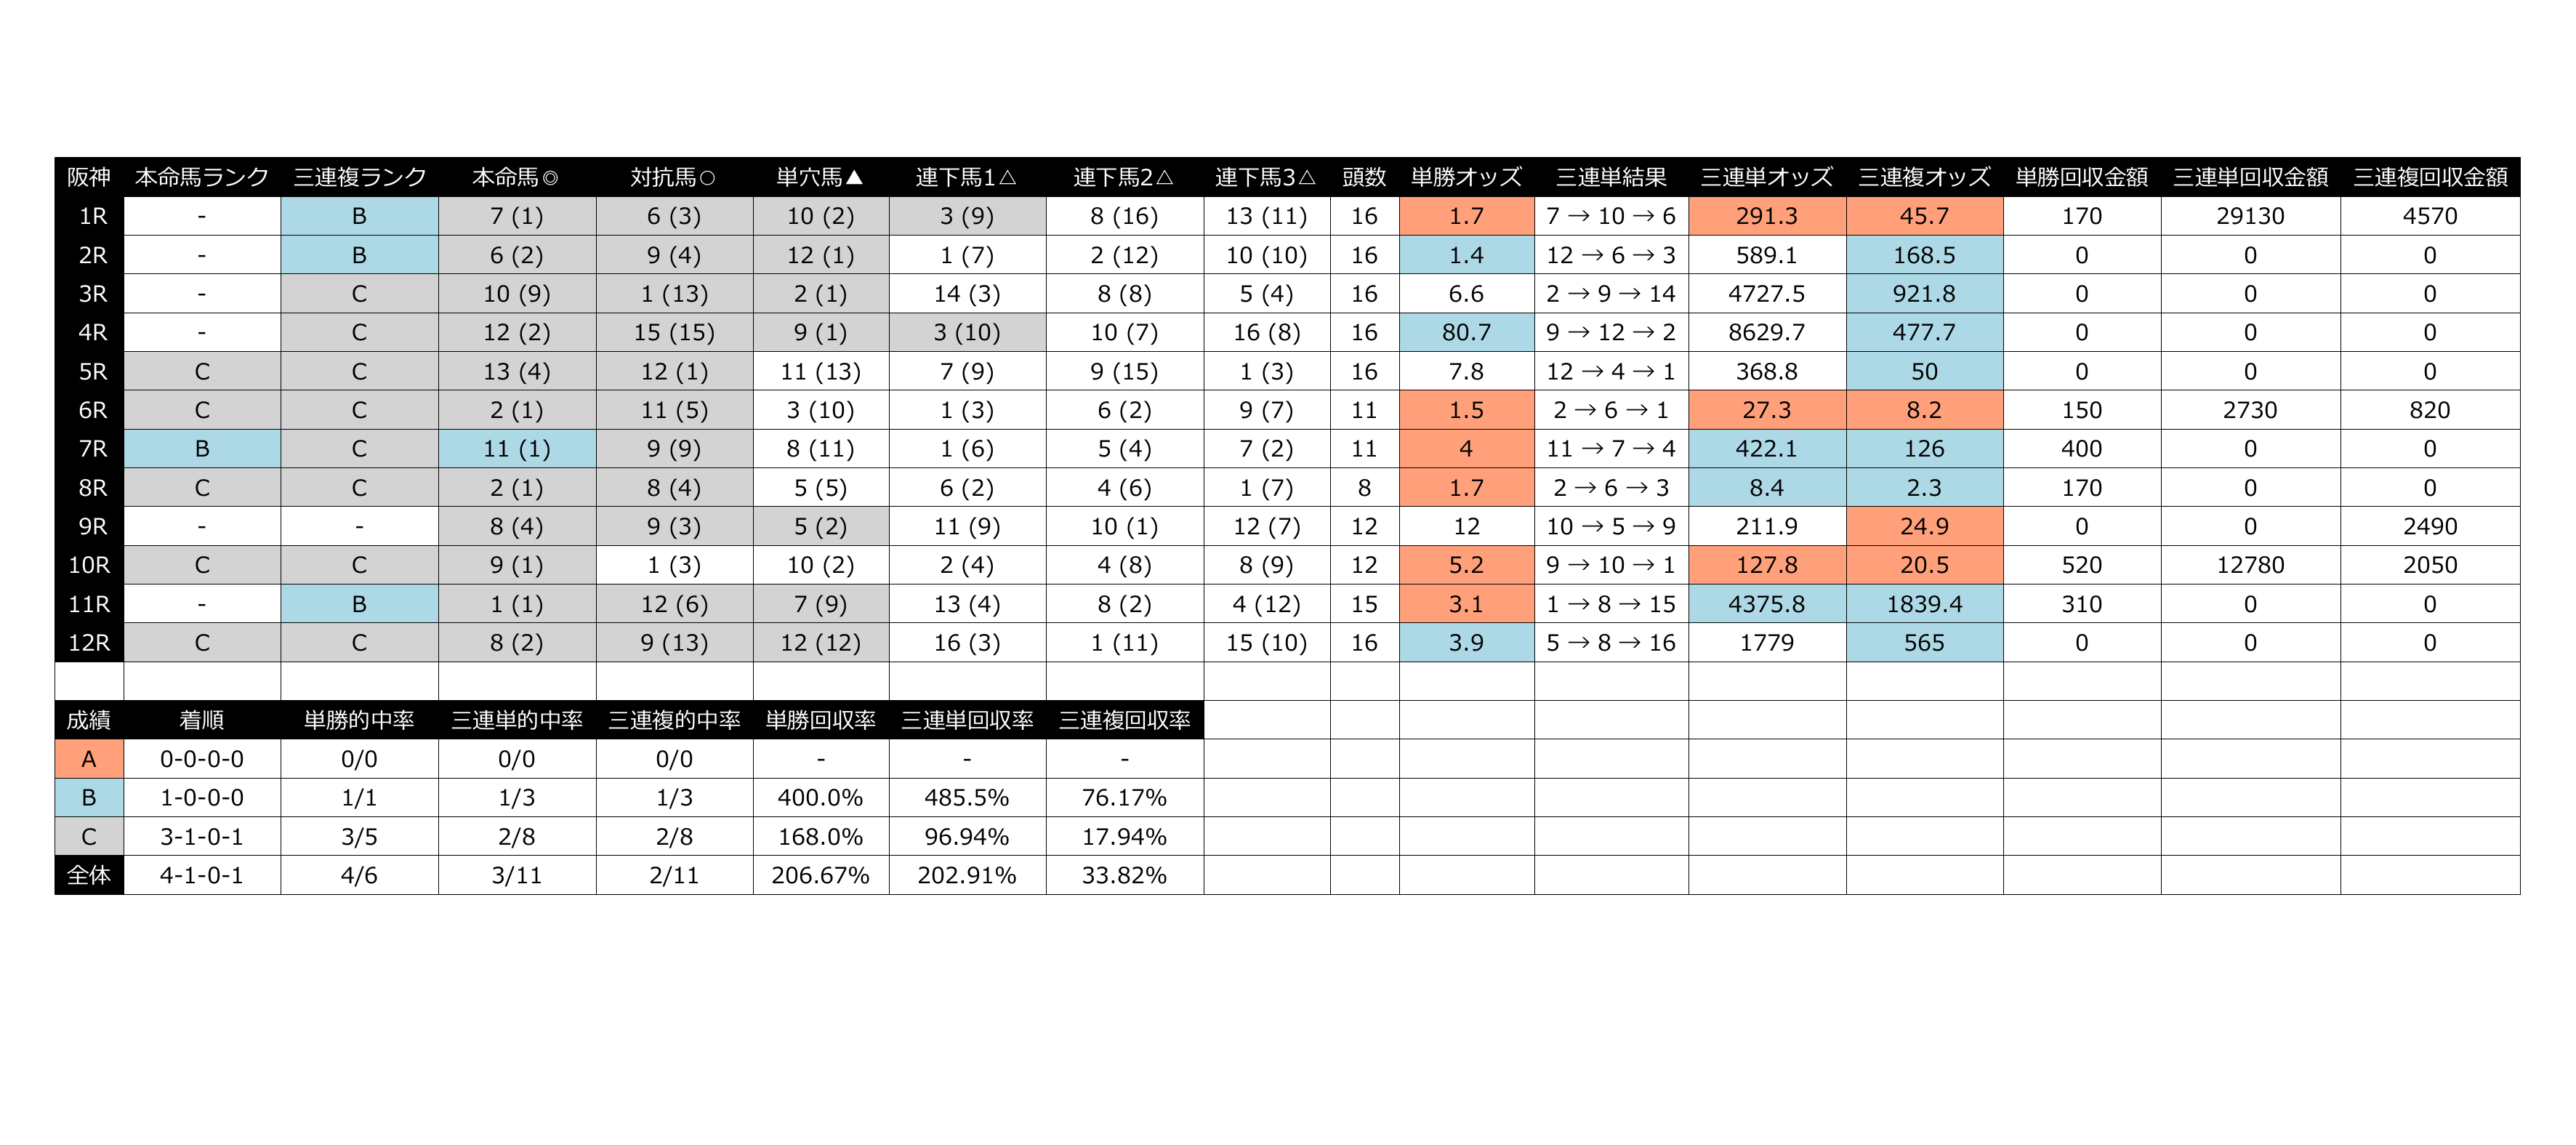 阪神 本命馬ランク 三連複ランク 本命馬◎ 対抗馬○ 単穴馬▲ 連下馬1△ 連下馬2△ 連下馬3△ 頭数 単勝オッズ 三連単結果 三連単オッズ 三連複オッズ 単勝回収金額 三連単回収金額 三連複回収金額
1R - B 7 (1) 6 (3) 10 (2) 3 (9) 8 (16) 13 (11) 16 1.7 7 → 10 → 6 291.3 45.7 170 29130 4570
2R - B 6 (2) 9 (4) 12 (1) 1 (7) 2 (12) 10 (10) 16 1.4 12 → 6 → 3 589.1 168.5 0 0 0
3R - C 10 (9) 1 (13) 2 (1) 14 (3) 8 (8) 5 (4) 16 6.6 2 → 9 → 14 4727.5 921.8 0 0 0
4R - C 12 (2) 15 (15) 9 (1) 3 (10) 10 (7) 16 (8) 16 80.7 9 → 12 → 2 8629.7 477.7 0 0 0
5R C C 13 (4) 12 (1) 11 (13) 7 (9) 9 (15) 1 (3) 16 7.8 12 → 4 → 1 368.8 50 0 0 0
6R C C 2 (1) 11 (5) 3 (10) 1 (3) 6 (2) 9 (7) 11 1.5 2 → 6 → 1 27.3 8.2 150 2730 820
7R B C 11 (1) 9 (9) 8 (11) 1 (6) 5 (4) 7 (2) 11 4 11 → 7 → 4 422.1 126 400 0 0
8R C C 2 (1) 8 (4) 5 (5) 6 (2) 4 (6) 1 (7) 8 1.7 2 → 6 → 3 8.4 2.3 170 0 0
9R - - 8 (4) 9 (3) 5 (2) 11 (9) 10 (1) 12 (7) 12 12 10 → 5 → 9 211.9 24.9 0 0 2490
10R C C 9 (1) 1 (3) 10 (2) 2 (4) 4 (8) 8 (9) 12 5.2 9 → 10 → 1 127.8 20.5 520 12780 2050
11R - B 1 (1) 12 (6) 7 (9) 13 (4) 8 (2) 4 (12) 15 3.1 1 → 8 → 15 4375.8 1839.4 310 0 0
12R C C 8 (2) 9 (13) 12 (12) 16 (3) 1 (11) 15 (10) 16 3.9 5 → 8 → 16 1779 565 0 0 0
成績 着順 単勝的中率 三連単的中率 三連複的中率 単勝回収率 三連単回収率 三連複回収率
A 0-0-0-0 0/0 0/0 0/0 - - -
B 1-0-0-0 1/1 1/3 1/3 400.0% 485.5% 76.17%
C 3-1-0-1 3/5 2/8 2/8 168.0% 96.94% 17.94%
全体 4-1-0-1 4/6 3/11 2/11 206.67% 202.91% 33.82%